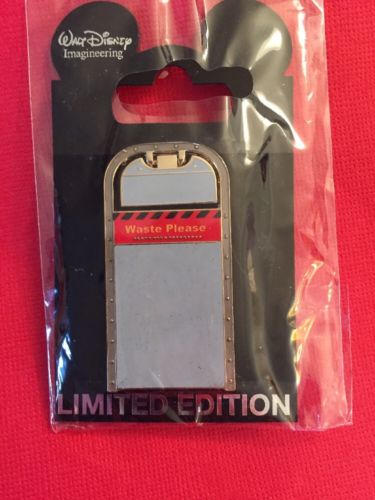 WALT DISNEY
Imagineering
Waste Please
LIMITED EDITION